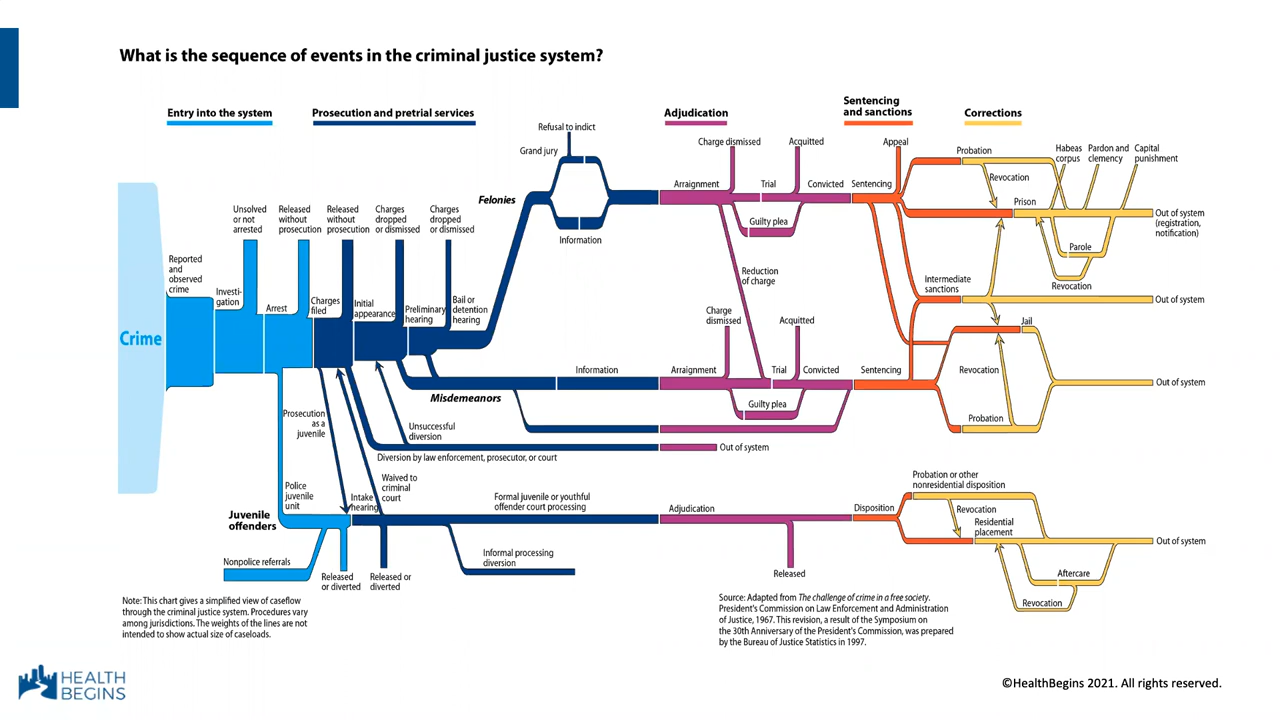 What is the sequence of events in the criminal justice system?
Entry into the system
Prosecution and pretrial services
Adjudication
Sentencing
and sanctions
Corrections
Refusal to indict
Grand jury
Felonies
Information
Charge dismissed
Acquitted
Arraignment
Trial
Convicted
Guilty plea
Reduction
of charge
Appeal
Sentencing
Probation
Revocation
Habeas
corpus
Pardon and
clemency
Capital
punishment
Prison
Out of system
(registration,
notification)
Parole
Revocation
Intermediate
sanctions
Out of system
Unsolved
or not
arrested
Released
without
prosecution
Released
without
prosecution
Charges
dropped
or dismissed
Charges
dropped
or dismissed
Reported
and
observed
crime
Investi-
gation
Arrest
Charges
filed
Initial
appearance
Preliminary
hearing
Bail or
detention
hearing
Crime
Information
Misdemeanors
Charge
dismissed
Acquitted
Arraignment
Trial
Convicted
Guilty plea
Sentencing
Jail
Revocation
Probation
Out of system
Unsuccessful
diversion
Out of system
Diversion by law enforcement, prosecutor, or court
Prosecution
as a
juvenile
Waived to
criminal
court
Police
juvenile
unit
Intake
hearing
Juvenile
offenders
Formal juvenile or youthful
offender court processing
Adjudication
Disposition
Probation or other
nonresidential disposition
Revocation
Residential
placement
Out of system
Aftercare
Revocation
Nonpolice referrals
Released
or diverted
Released or
diverted
Informal processing
diversion
Released
Note: This chart gives a simplified view of caseflow
through the criminal justice system. Procedures vary
among jurisdictions. The weights of the lines are not
intended to show actual size of caseloads.
Source: Adapted from The challenge of crime in a free society.
President's Commission on Law Enforcement and Administration
of Justice, 1967. This revision, a result of the Symposium on
the 30th Anniversary of the President's Commission, was prepared
by the Bureau of Justice Statistics in 1997.
HEALTH
BEGINS
©HealthBegins 2021. All rights reserved.